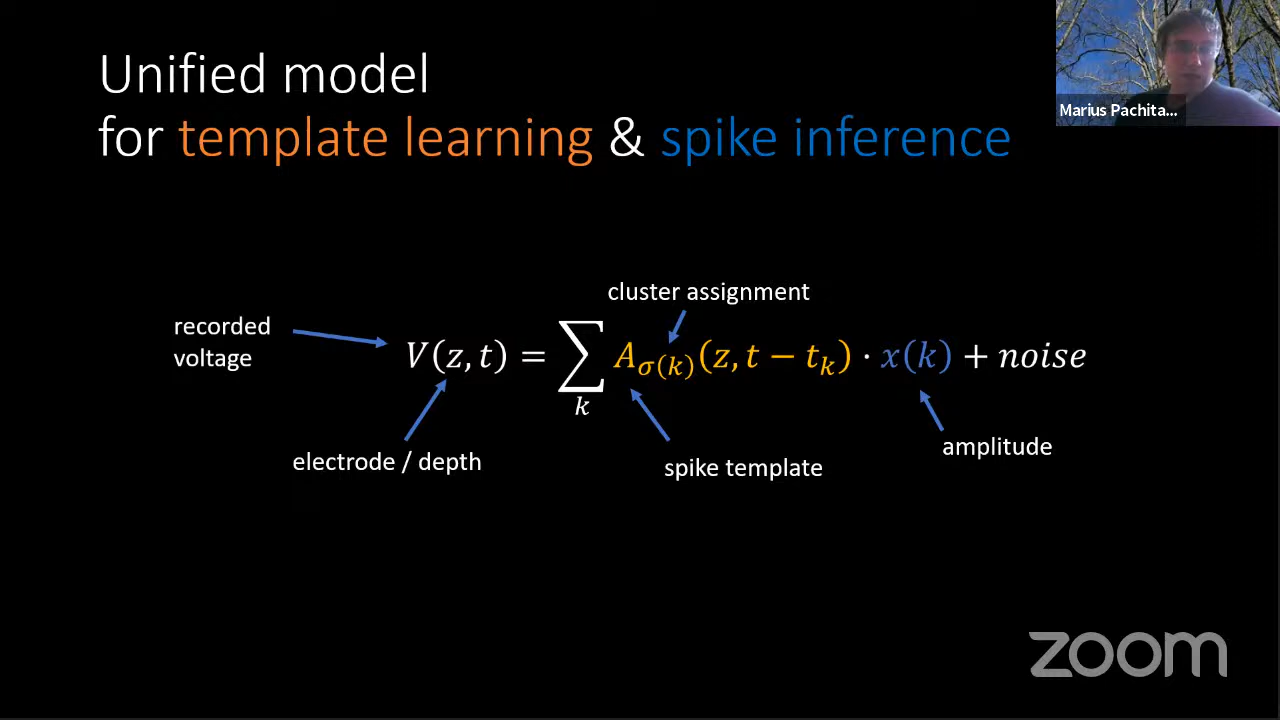 Unified model
for template learning & spike inference
Marius Pachita...
cluster assignment
recorded
voltage
V(z, t) = ∑ₖ A_σ(k)(z, t − tₖ) · x(k) + noise
electrode / depth
spike template
amplitude
zoom